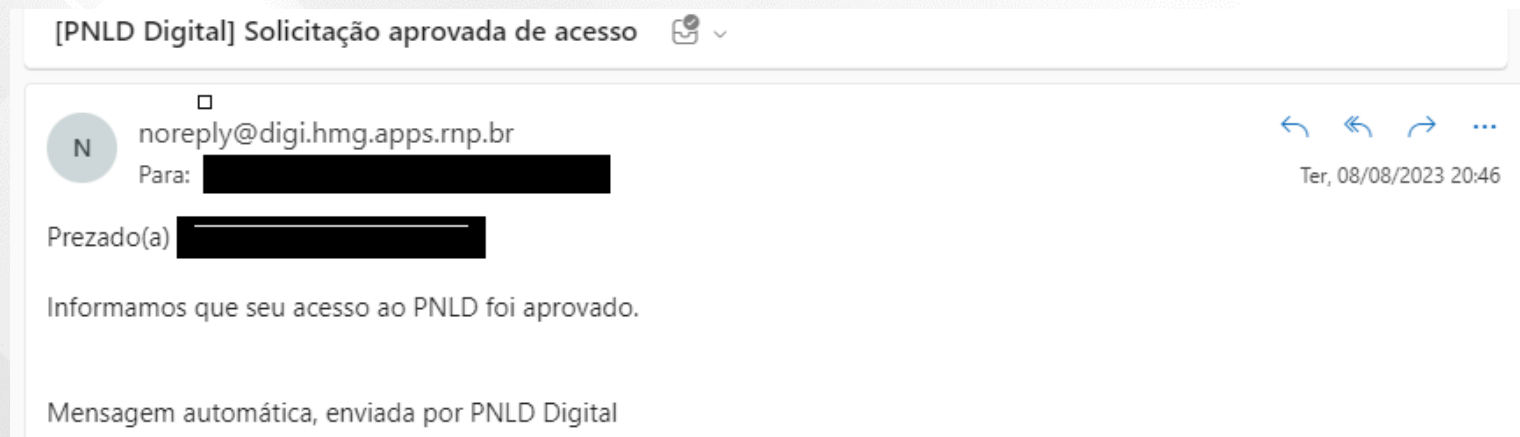 [PNLD Digital] Solicitação aprovada de acesso
N
noreply@digi.hmg.apps.rnp.br
Para:
Ter, 08/08/2023 20:46
Prezado(a)
Informamos que seu acesso ao PNLD foi aprovado.
Mensagem automática, enviada por PNLD Digital